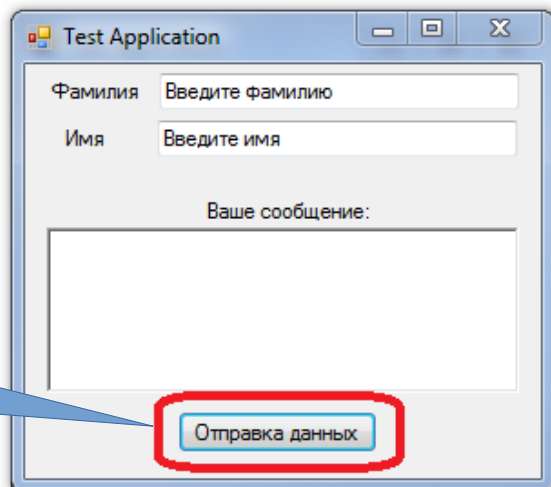 Test Application
Фамилия Введите фамилию
Имя Введите имя
Ваше сообщение:
Отправка данных